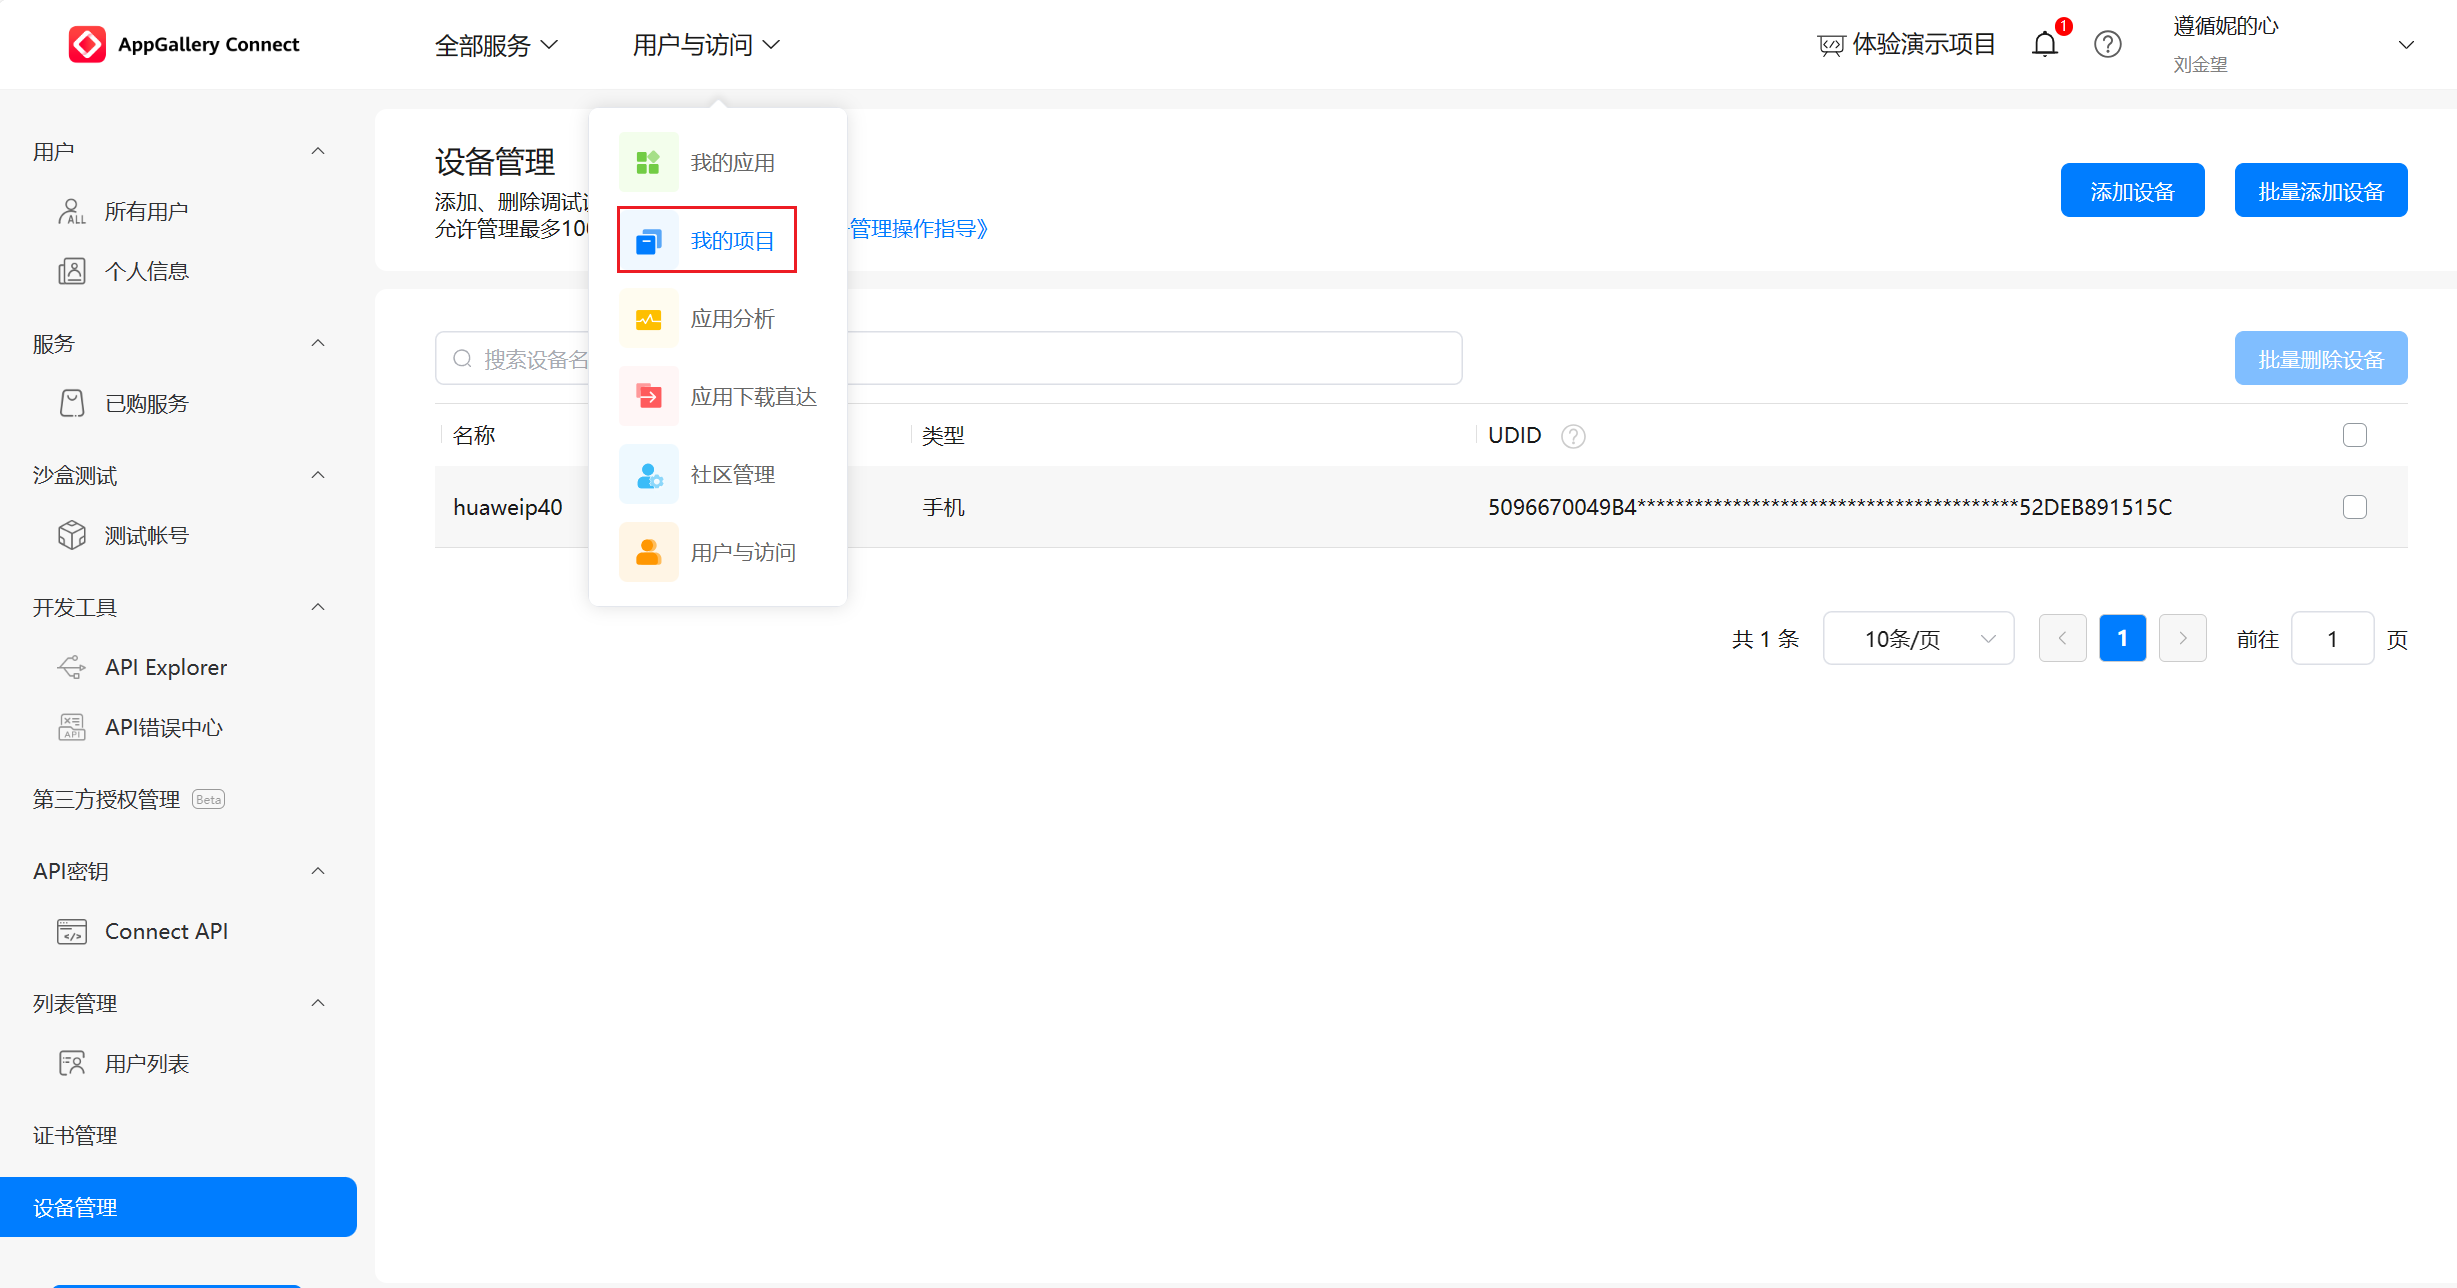 AppGallery Connect
全部服务
用户与访问
体验演示项目
1
遵循妮的心
刘金望
用户
ALL
所有用户
个人信息
服务
已购服务
沙盒测试
测试帐号
开发工具
API Explorer
API
API错误中心
第三方授权管理 Beta
API密钥
Connect API
列表管理
用户列表
证书管理
设备管理
我的应用
我的项目
应用分析
应用下载直达
社区管理
用户与访问
设备管理
添加、删除调试
允许管理最多10
管理操作指导》
添加设备
批量添加设备
搜索设备名
批量删除设备
名称
类型
UDID
huaweip40
手机
5096670049B4****************************************52DEB891515C
共 1 条
10条/页
1
前往
1
页